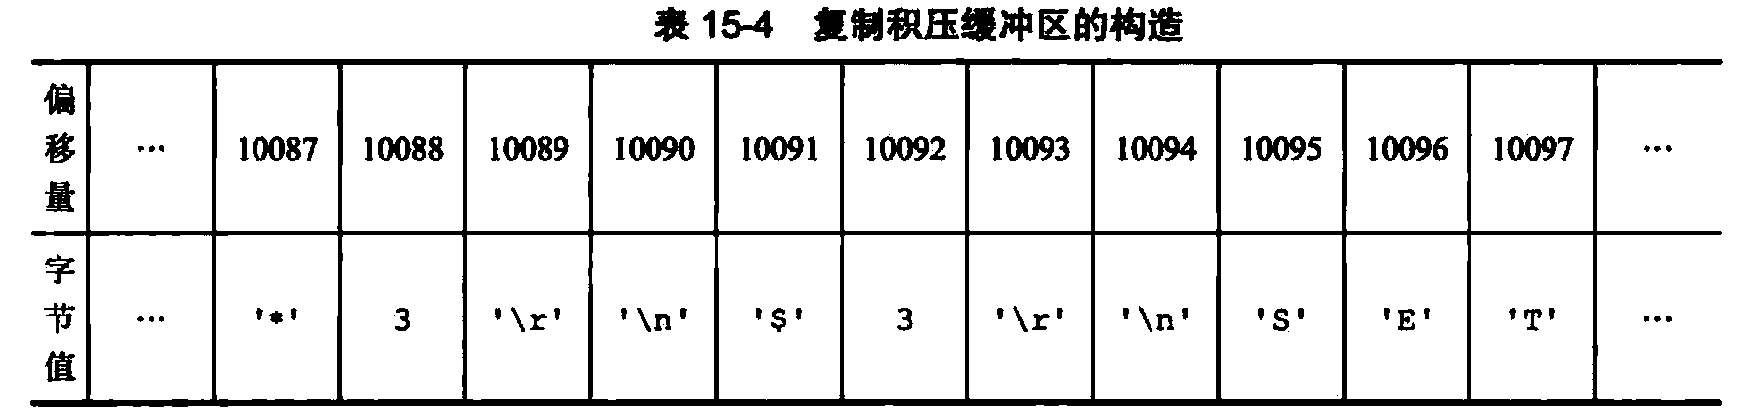 表 15-4 复制积压缓冲区的构造
偏移量 … 10087 10088 10089 10090 10091 10092 10093 10094 10095 10096 10097 …
字节值 … '*' 3 '\r' '\n' '$' 3 '\r' '\n' 'S' 'E' 'T' …